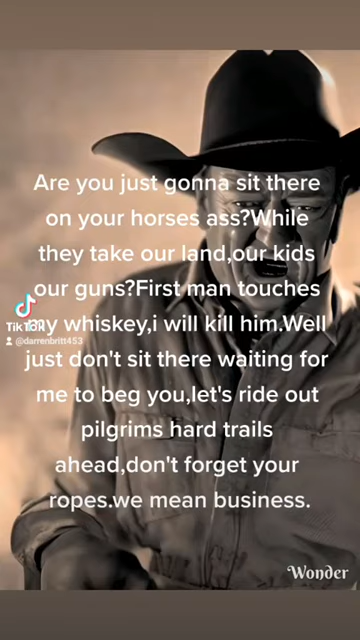 Are you just gonna sit there
on your horses ass?While
they take our land,our kids
our guns?First man touches
my whiskey,i will kill him.Well
just don't sit there waiting for
me to beg you,let's ride out
pilgrims hard trails
ahead,don't forget your
ropes.we mean business.
TikTok
@darrenbritt453
Wonder